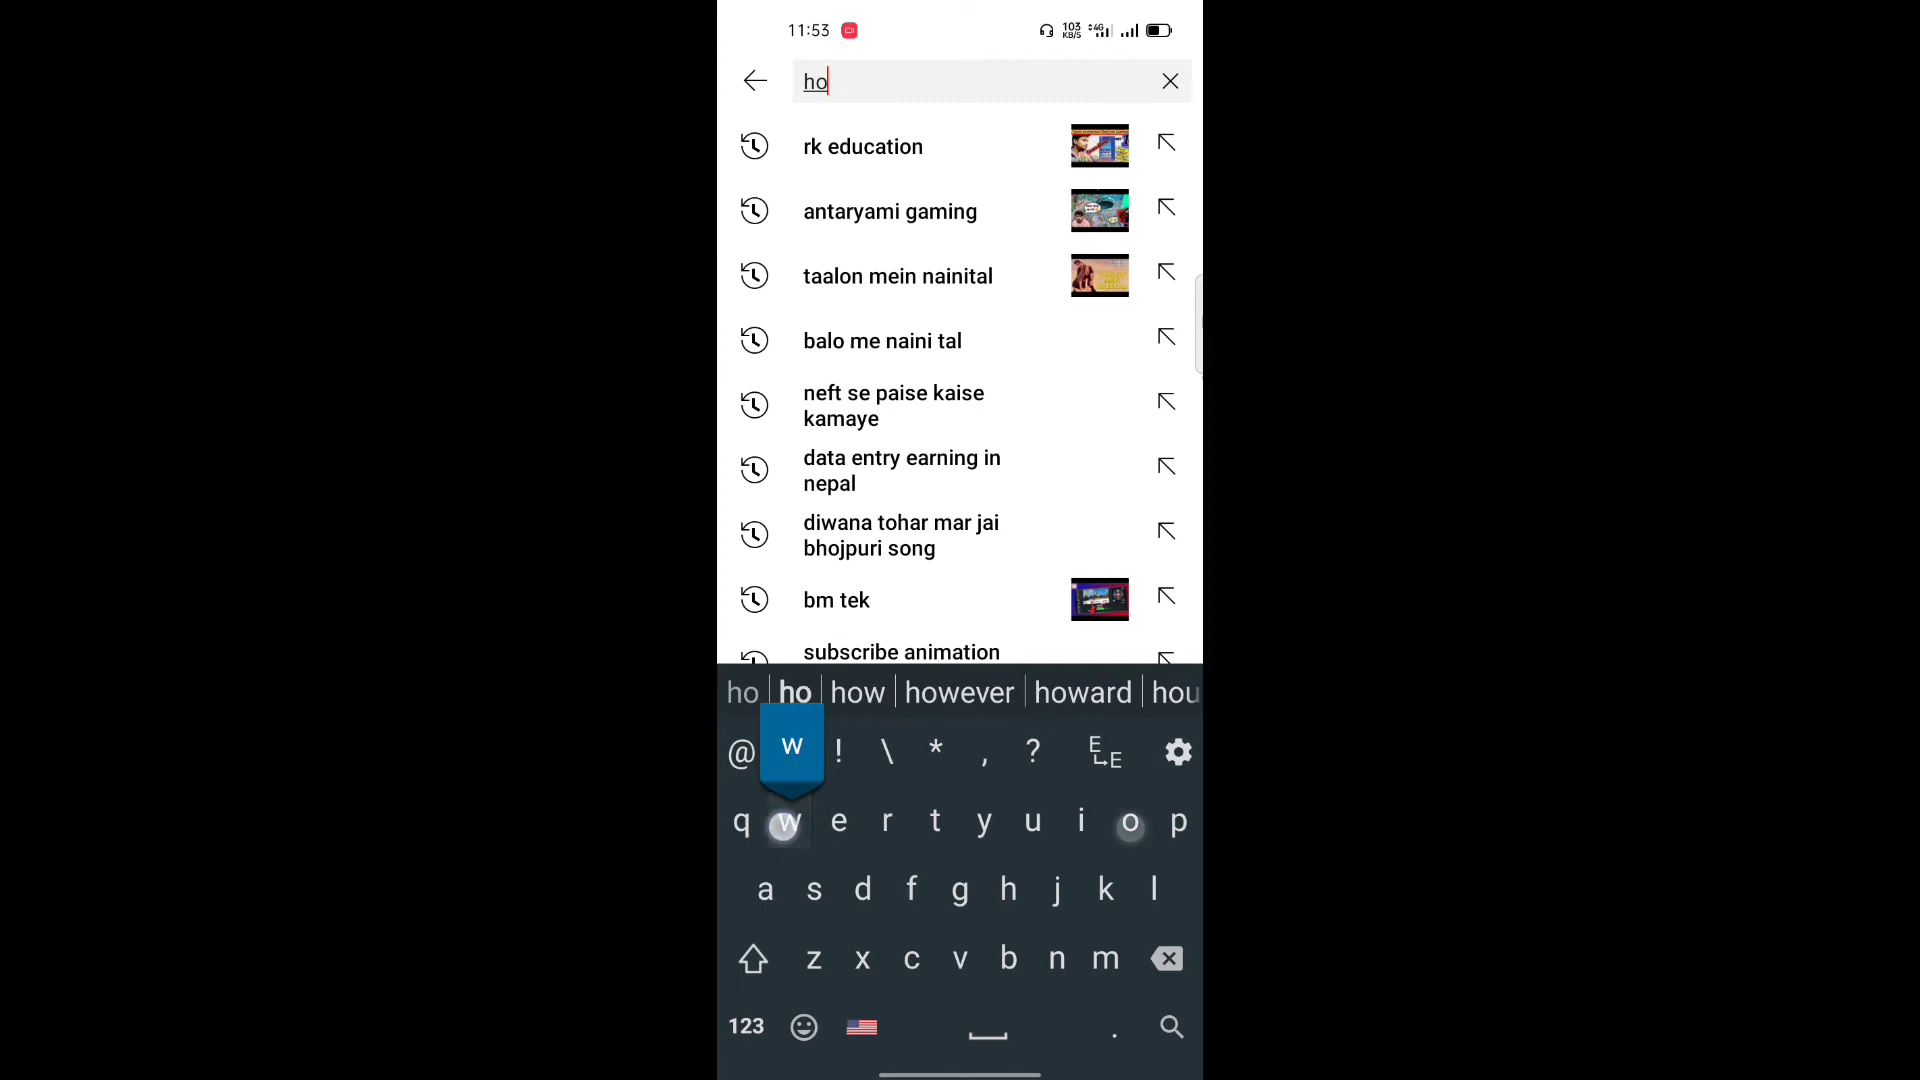 11:53
103
KB/S
4G
ho
rk education
antaryami gaming
taalon mein nainital
balo me naini tal
neft se paise kaise
kamaye
data entry earning in
nepal
diwana tohar mar jai
bhojpuri song
bm tek
subscribe animation
ho ho how however howard hou
@ w ! \ * , ? E E
q w e r t y u i o p
a s d f g h j k l
z x c v b n m
123 .